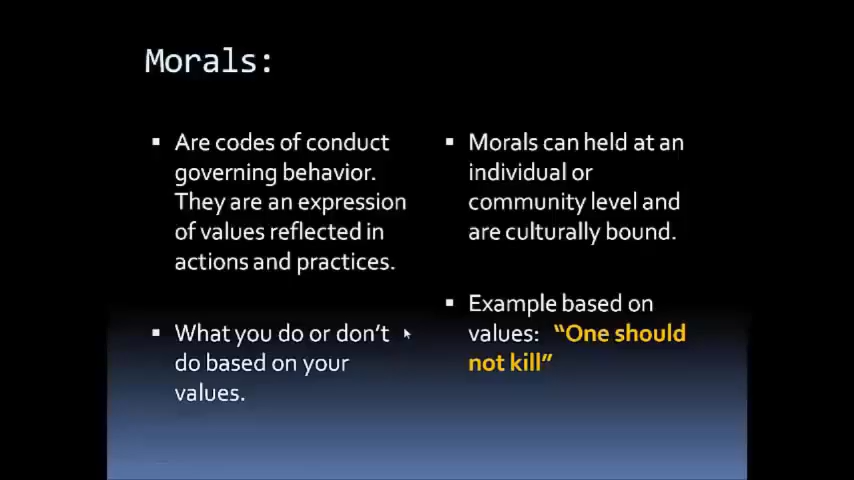 Morals:
▪ Are codes of conduct
governing behavior.
They are an expression
of values reflected in
actions and practices.
▪ What you do or don't
do based on your
values.
▪ Morals can held at an
individual or
community level and
are culturally bound.
▪ Example based on
values: “One should
not kill”